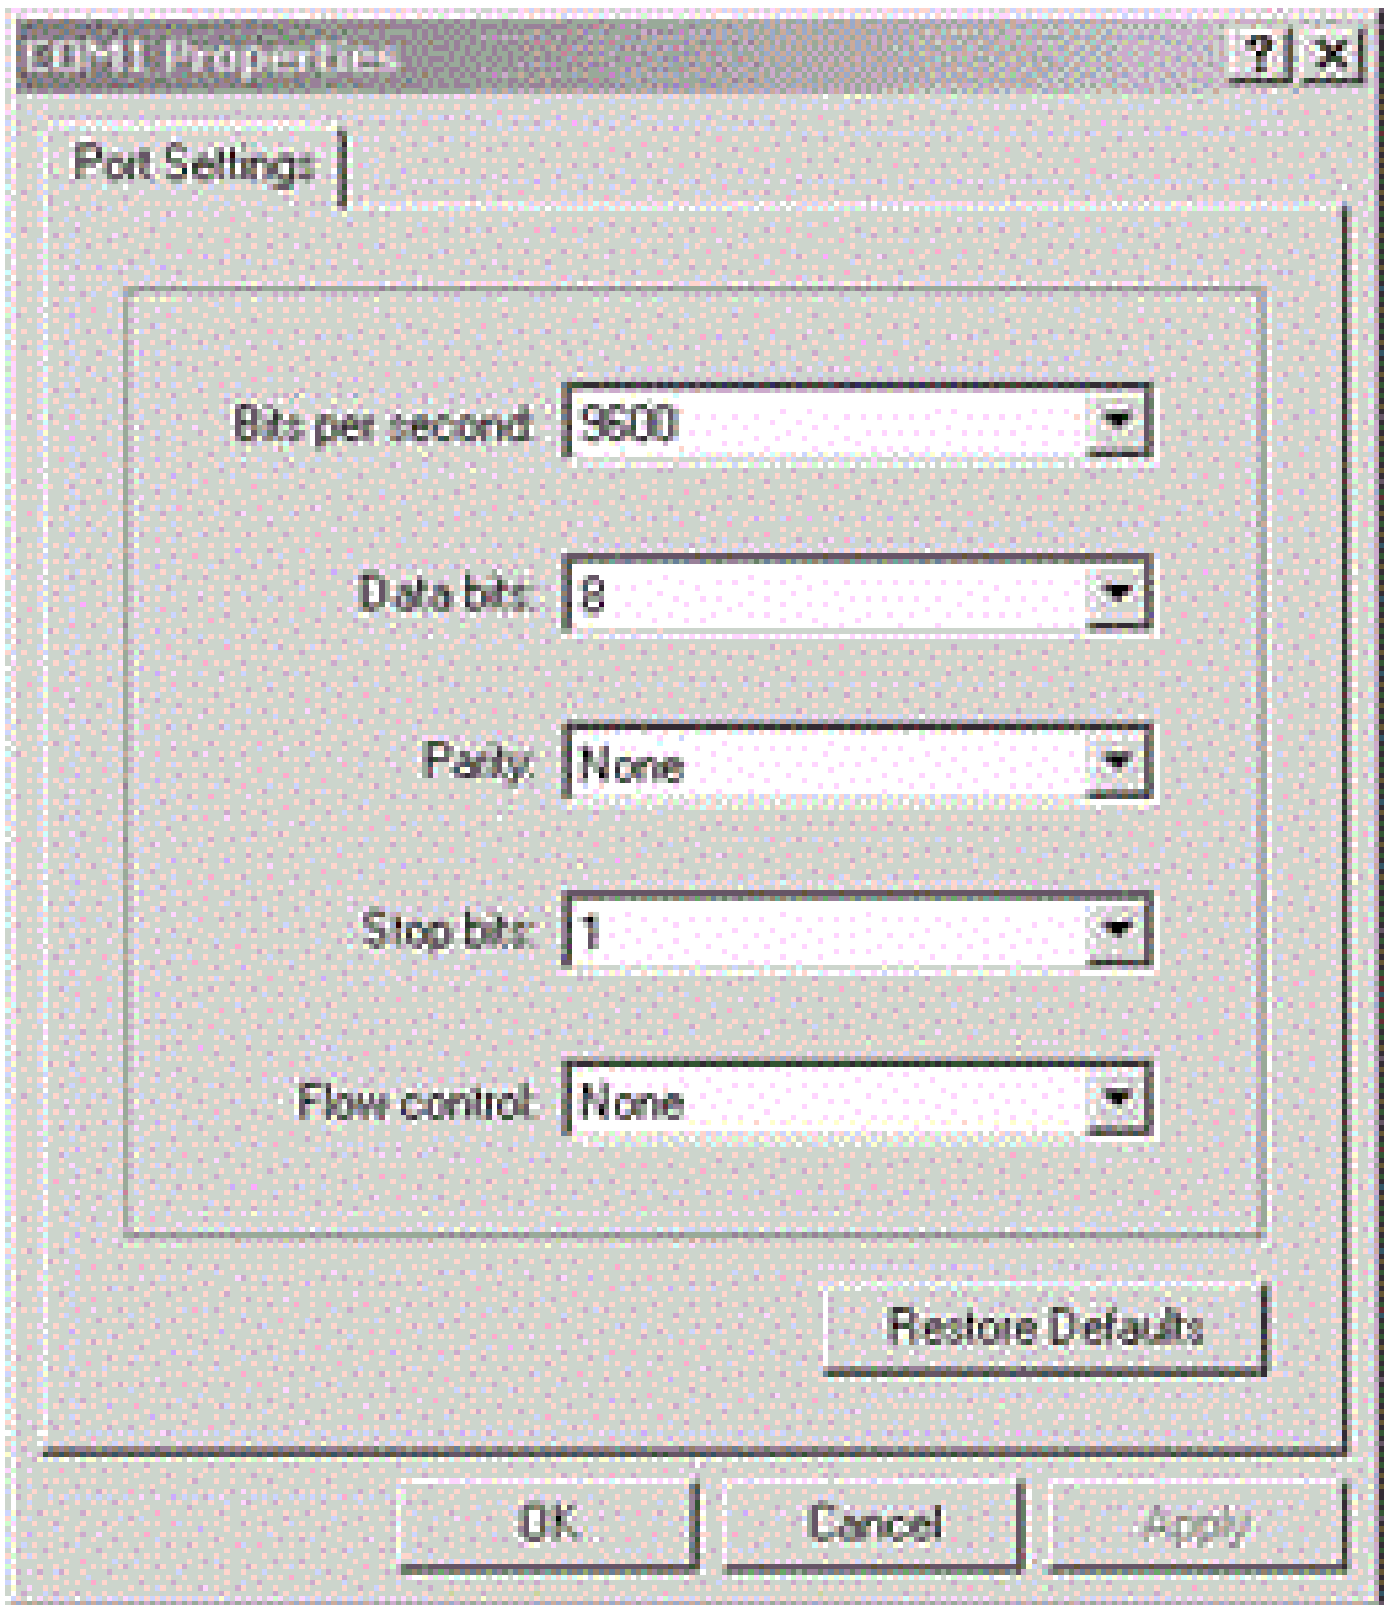 COM1 Properties
Port Settings
Bits per second: 9600
Data bits: 8
Parity: None
Stop bits: 1
Flow control: None
Restore Defaults
OK Cancel Apply